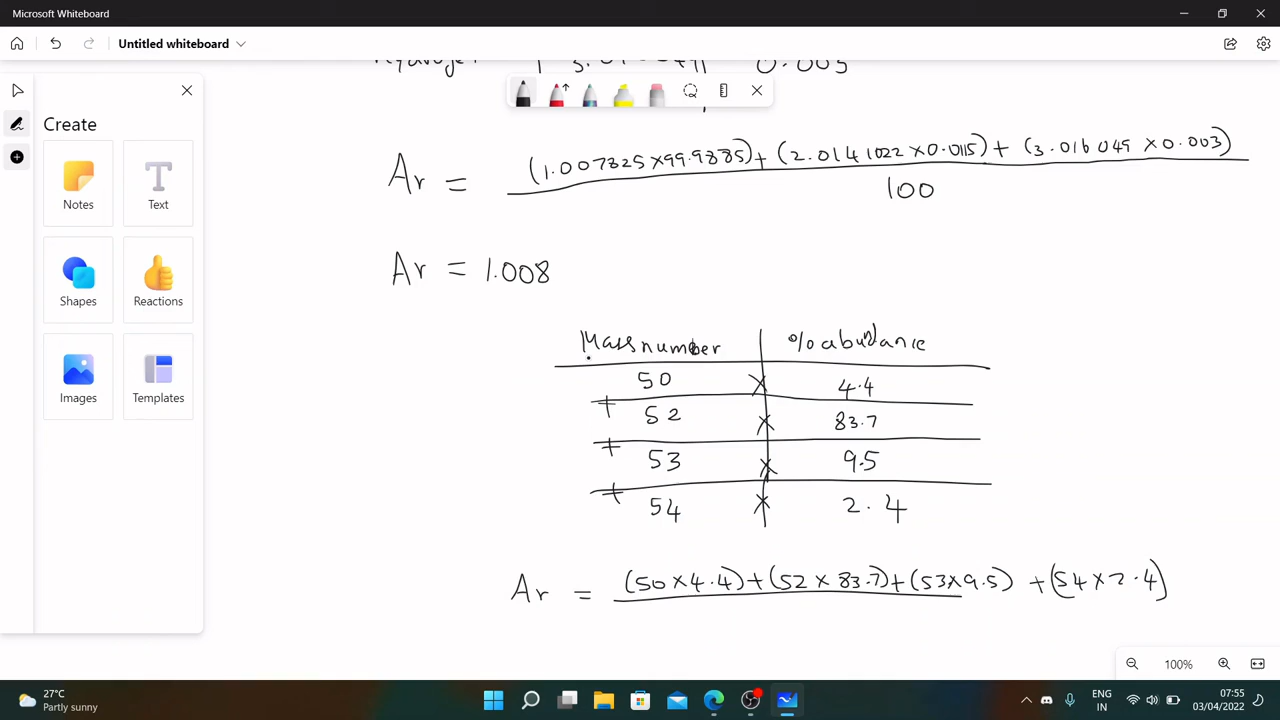 Microsoft Whiteboard
Untitled whiteboard
Create
Notes
Text
Shapes
Reactions
Images
Templates
0.005
Ar = (1.007825×99.9885)+(2.0141022×0.0115)+(3.016049×0.003)
100
Ar = 1.008
Mass number % abundance
50 × 4.4
+ 52 × 83.7
+ 53 × 9.5
+ 54 × 2.4
Ar = (50×4.4)+(52×83.7)+(53×9.5)+(54×2.4)
100%
27°C
Partly sunny
ENG
IN
07:55
03/04/2022